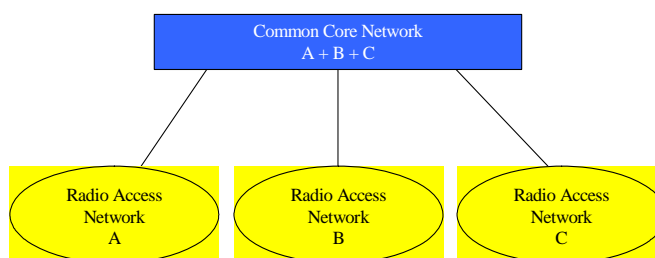 Common Core Network
A + B + C
Radio Access
Network
A
Radio Access
Network
B
Radio Access
Network
C